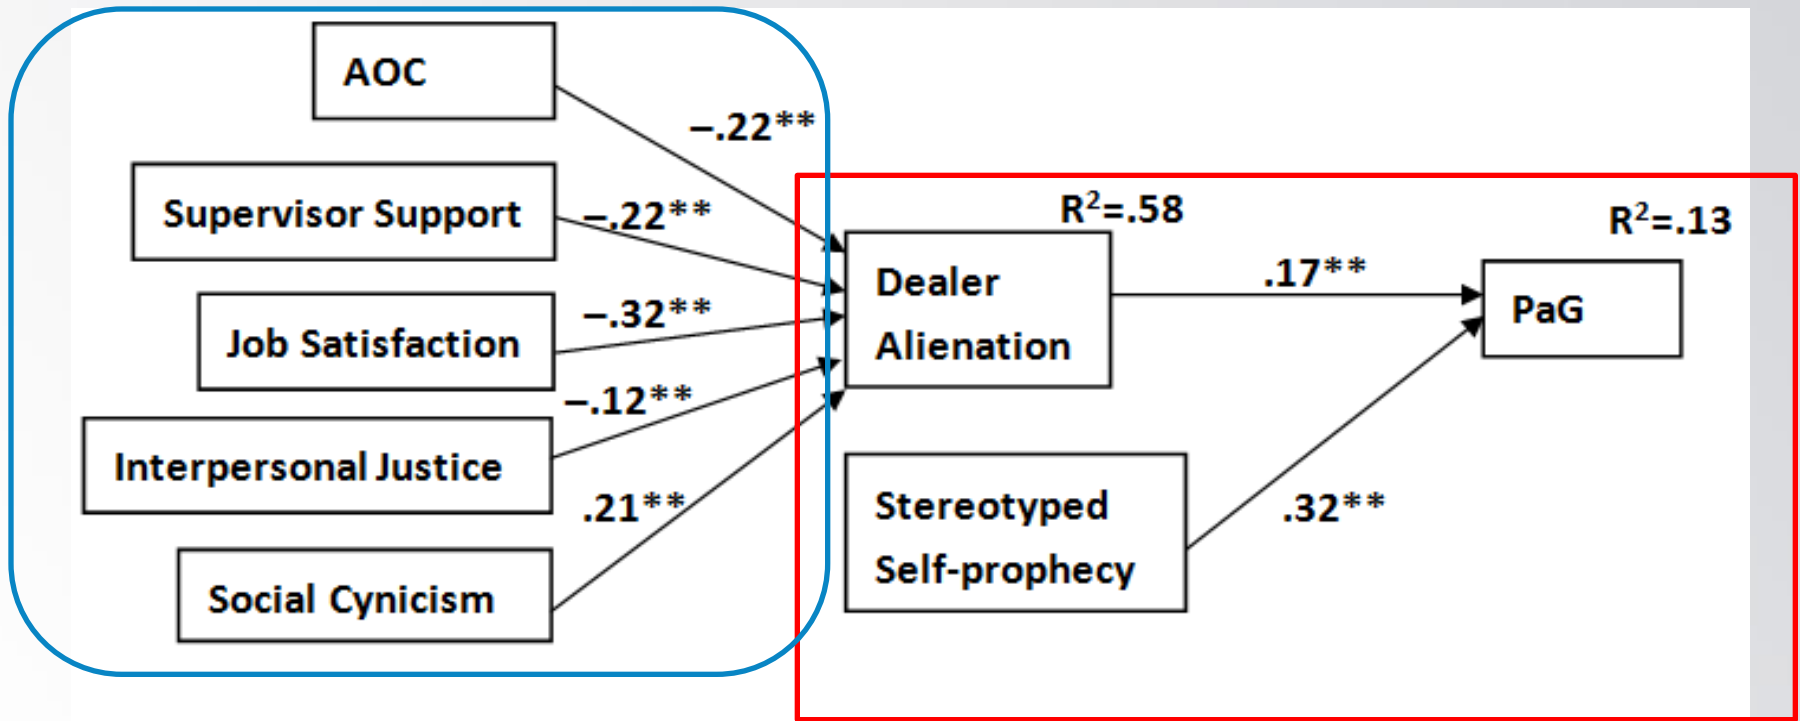 AOC
–.22**
Supervisor Support
–.22**
Job Satisfaction
–.32**
Interpersonal Justice
–.12**
Social Cynicism
.21**
R²=.58
Dealer
Alienation
.17**
R²=.13
PaG
Stereotyped
Self-prophecy
.32**